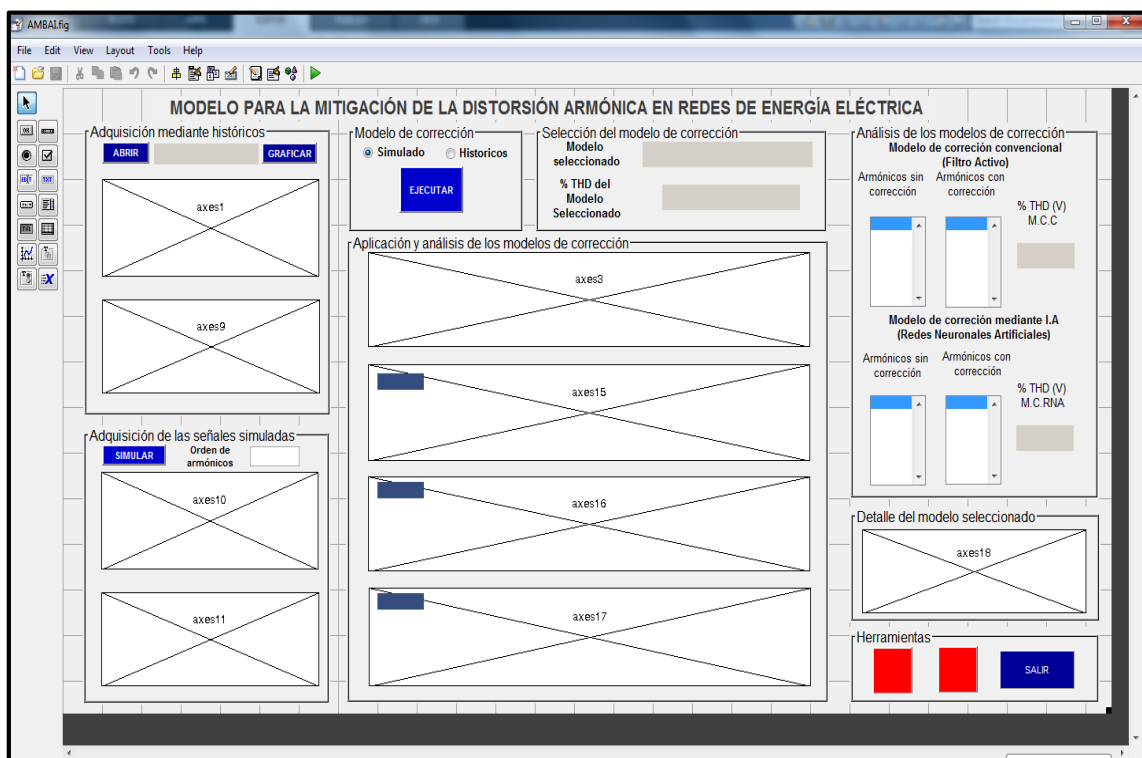 AMBAI.fig
File Edit View Layout Tools Help
MODELO PARA LA MITIGACIÓN DE LA DISTORSIÓN ARMÓNICA EN REDES DE ENERGÍA ELÉCTRICA
Adquisición mediante históricos
ABRIR
GRAFICAR
axes1
axes9
Adquisición de las señales simuladas
SIMULAR
Orden de
armónicos
axes10
axes11
Modelo de corrección
Simulado
Historicos
EJECUTAR
Selección del modelo de corrección
Modelo
seleccionado
% THD del
Modelo
Seleccionado
Aplicación y análisis de los modelos de corrección
axes3
axes15
axes16
axes17
Análisis de los modelos de corrección
Modelo de correción convencional
(Filtro Activo)
Armónicos sin
corrección
Armónicos con
corrección
% THD (V)
M.C.C
Modelo de correción mediante I.A
(Redes Neuronales Artificiales)
Armónicos sin
corrección
Armónicos con
corrección
% THD (V)
M.C.RNA
Detalle del modelo seleccionado
axes18
Herramientas
SALIR